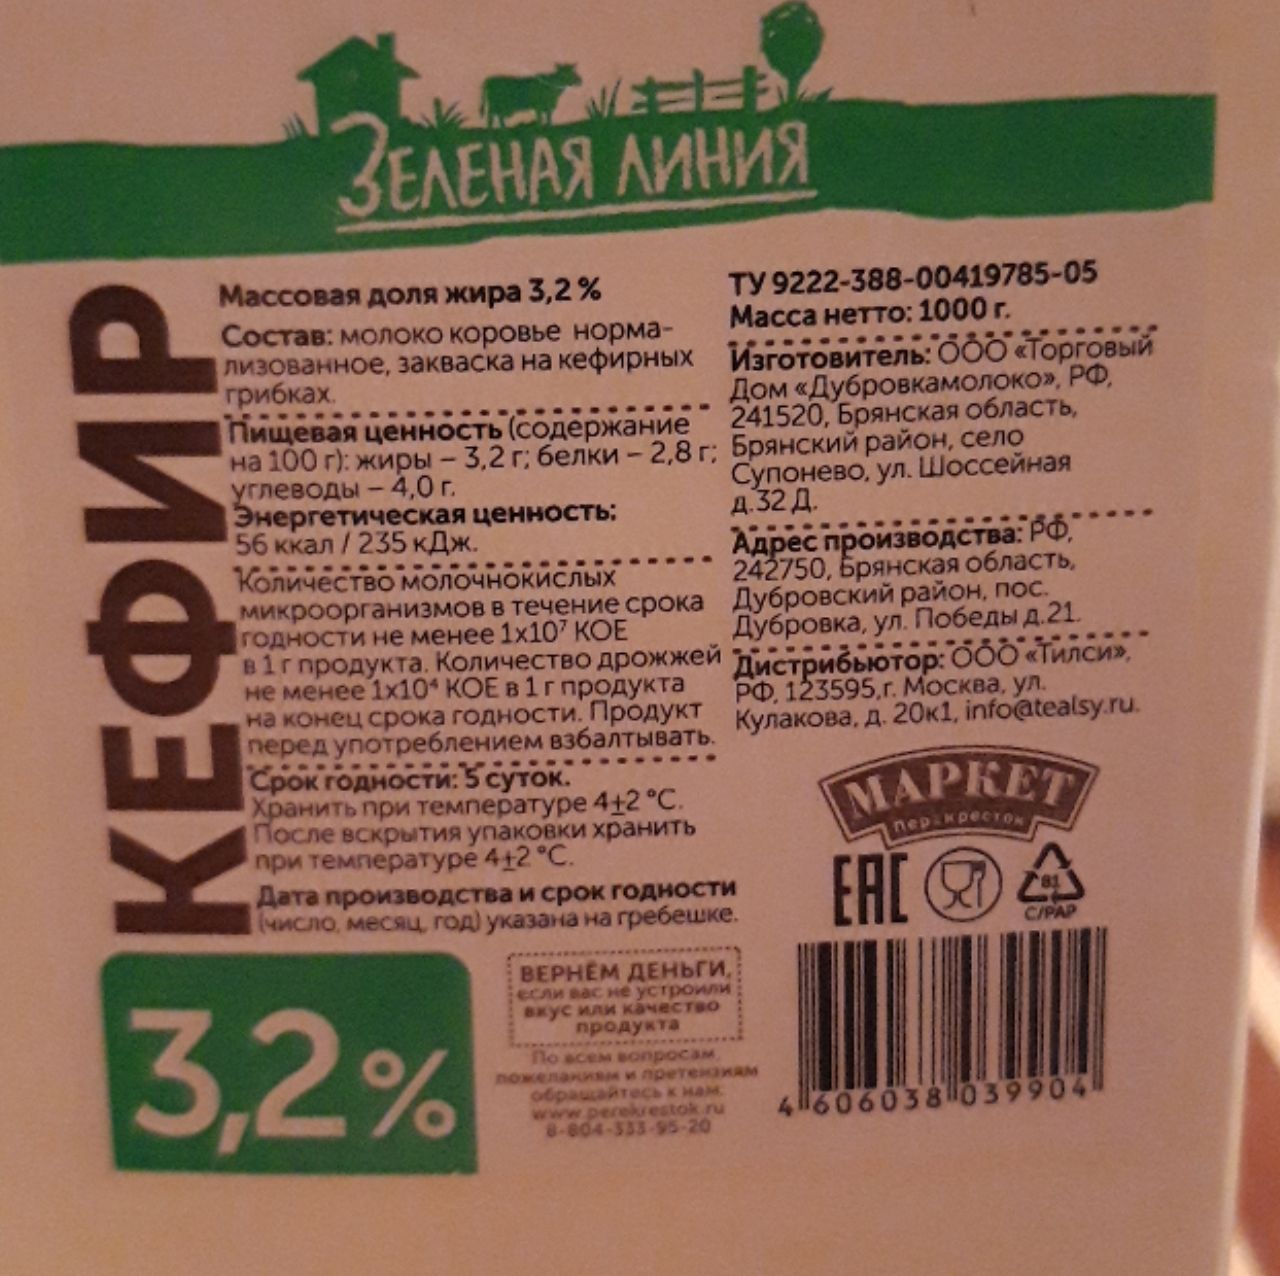 ЗЕЛЕНАЯ ЛИНИЯ
КЕФИР
Массовая доля жира 3,2 %
Состав: молоко коровье норма-
лизованное, закваска на кефирных
грибках.
Пищевая ценность (содержание
на 100 г): жиры – 3,2 г; белки – 2,8 г;
углеводы – 4,0 г.
Энергетическая ценность:
56 ккал / 235 кДж.
Количество молочнокислых
микроорганизмов в течение срока
годности не менее 1х10⁷ КОЕ
в 1 г продукта. Количество дрожжей
не менее 1х10⁴ КОЕ в 1 г продукта
на конец срока годности. Продукт
перед употреблением взбалтывать.
Срок годности: 5 суток.
Хранить при температуре 4±2 °С.
После вскрытия упаковки хранить
при температуре 4±2 °С.
Дата производства и срок годности
(число, месяц, год) указана на гребешке.
3,2%
ВЕРНЁМ ДЕНЬГИ,
если вас не устроили
вкус или качество
продукта
По всем вопросам,
пожеланиям и претензиям
обращайтесь к нам:
www.perekrestok.ru
8-804-333-95-20
ТУ 9222-388-00419785-05
Масса нетто: 1000 г.
Изготовитель: ООО «Торговый
Дом «Дубровкамолоко», РФ,
241520, Брянская область,
Брянский район, село
Супонево, ул. Шоссейная
д.32 Д.
Адрес производства: РФ,
242750, Брянская область,
Дубровский район, пос.
Дубровка, ул. Победы д.21.
Дистрибьютор: ООО «Тилси»,
РФ, 123595,г. Москва, ул.
Кулакова, д. 20к1, info@tealsy.ru.
МАРКЕТ
Перекресток
ЕАС
81
C/PAP
4 606038 039904